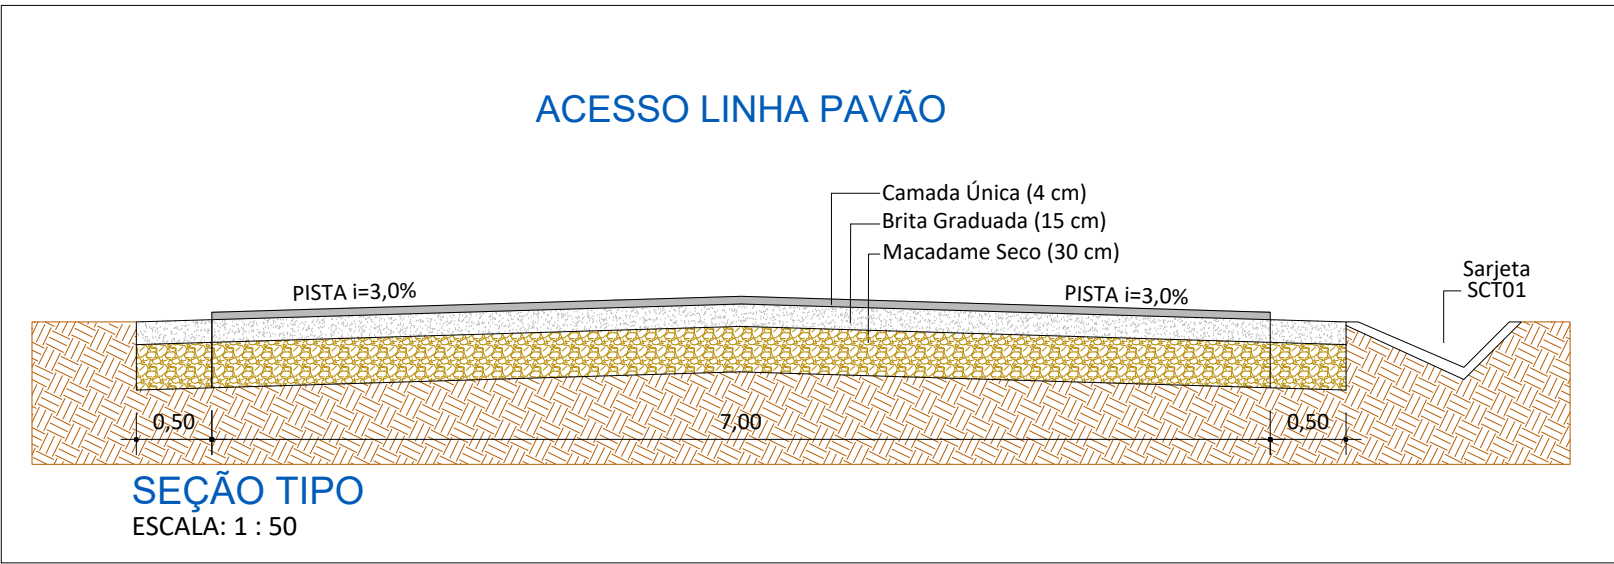 ACESSO LINHA PAVÃO
Camada Única (4 cm)
Brita Graduada (15 cm)
Macadame Seco (30 cm)
Sarjeta
SCT01
PISTA i=3,0%
PISTA i=3,0%
0,50
7,00
0,50
SEÇÃO TIPO
ESCALA: 1 : 50